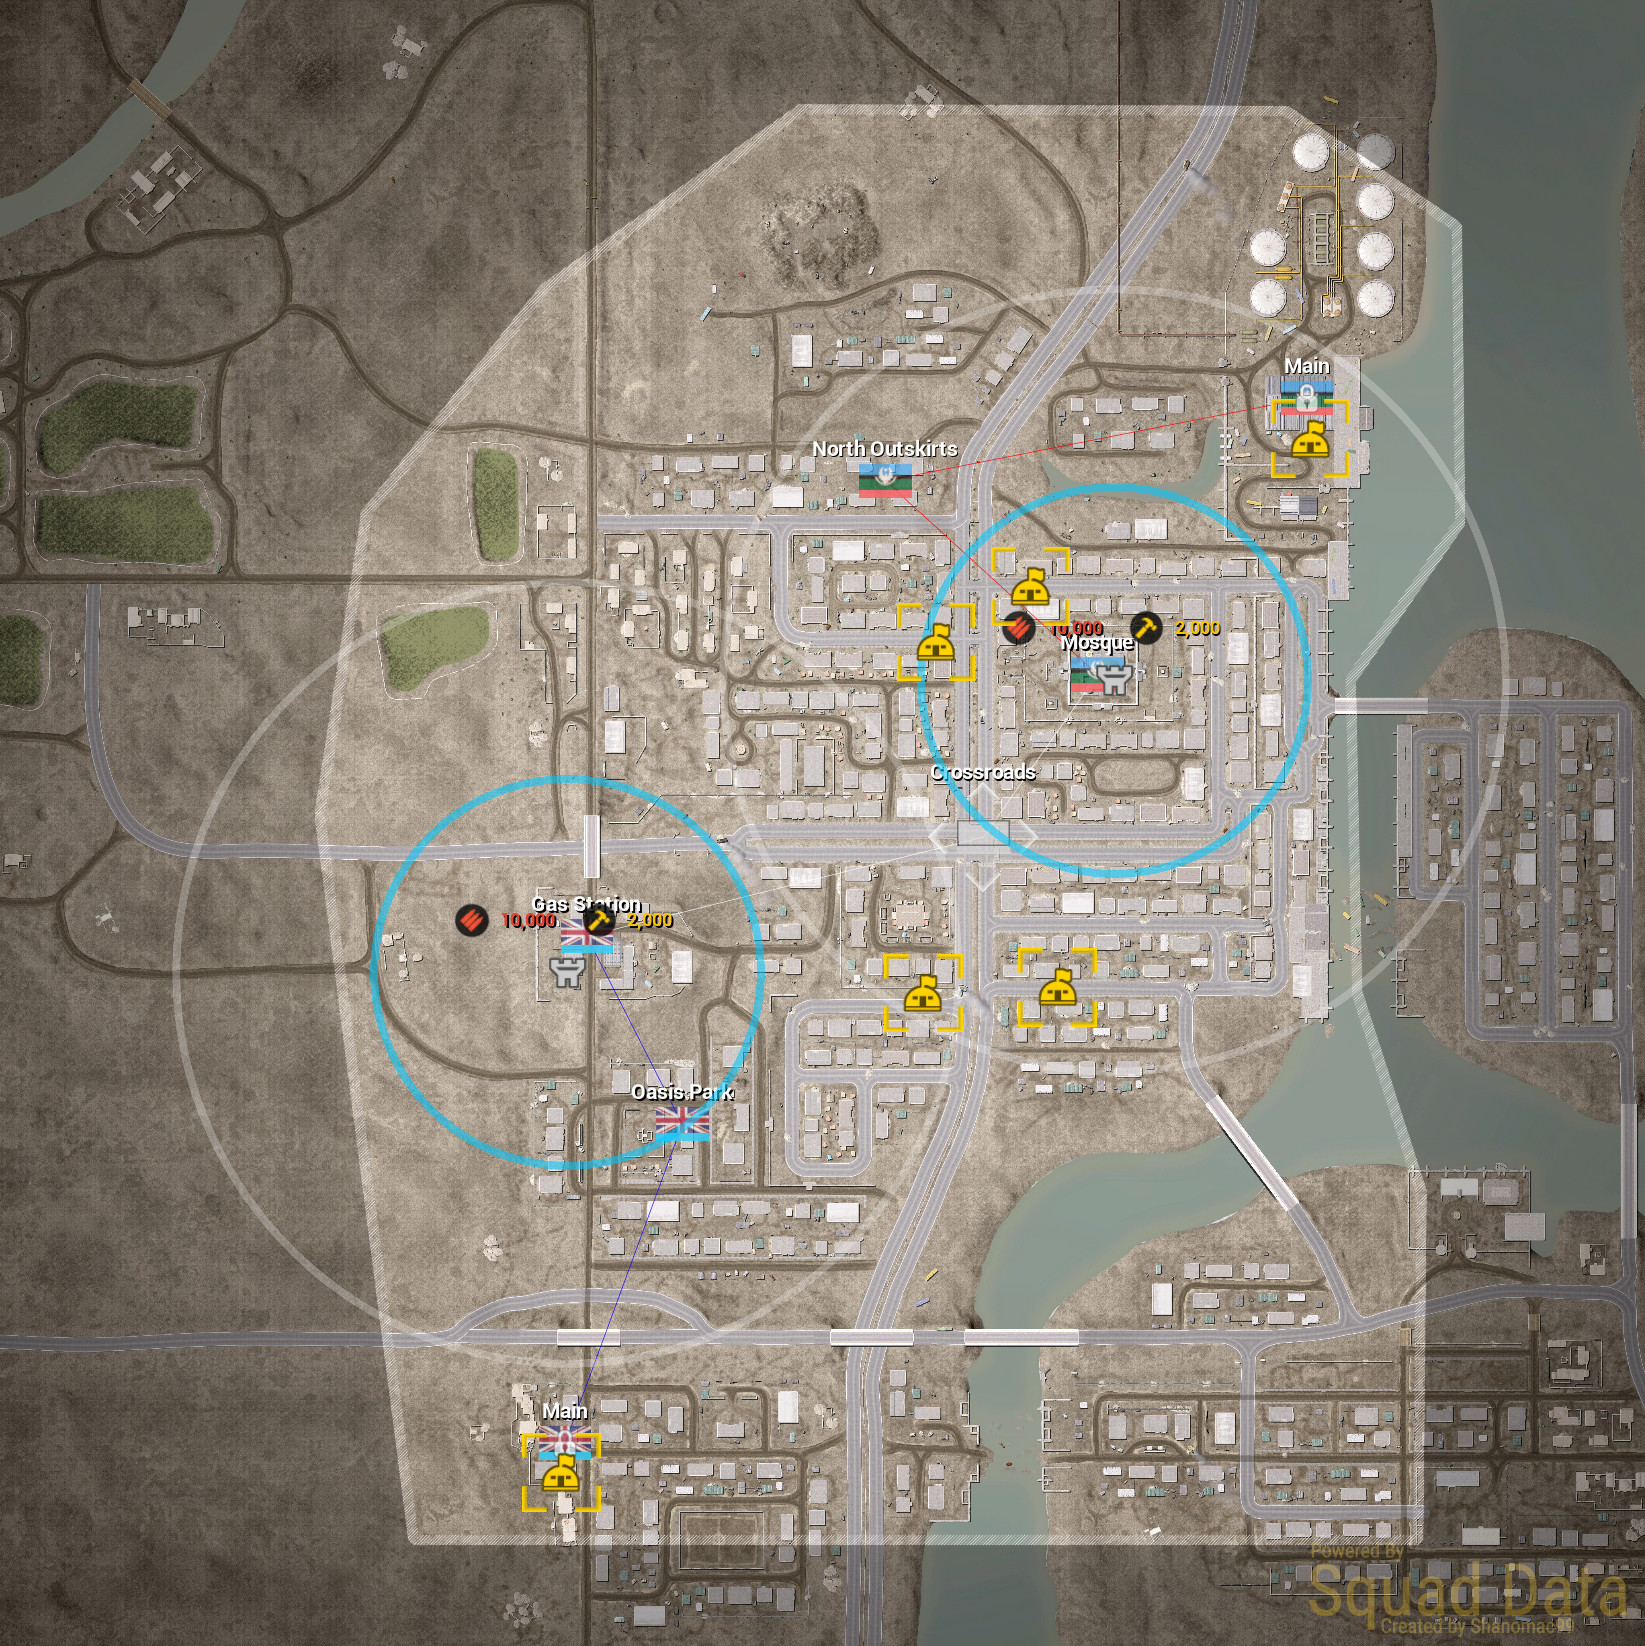 Main
North Outskirts
10,000
2,000
Mosque
Crossroads
Gas Station
10,000
2,000
Oasis Park
Main
Powered By
Squad Data
Created by Shanomac99